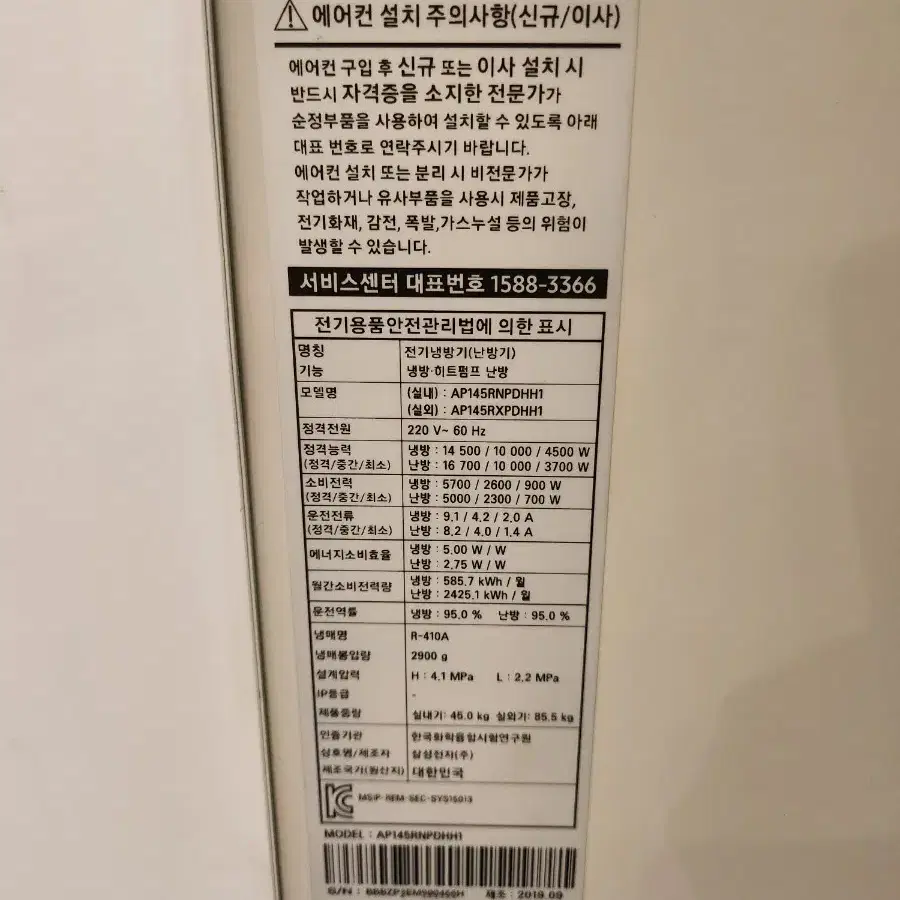 에어컨 설치 주의사항(신규/이사)
에어컨 구입 후 신규 또는 이사 설치 시
반드시 자격증을 소지한 전문가가
순정부품을 사용하여 설치할 수 있도록 아래
대표 번호로 연락주시기 바랍니다.
에어컨 설치 또는 분리 시 비전문가가
작업하거나 유사부품을 사용시 제품고장,
전기화재, 감전, 폭발,가스누설 등의 위험이
발생할 수 있습니다.
서비스센터 대표번호 1588-3366
전기용품안전관리법에 의한 표시
명칭 전기냉방기(난방기)
기능 냉방·히트펌프 난방
모델명 (실내) : AP145RNPDHH1
(실외) : AP145RXPDHH1
정격전원 220 V~ 60 Hz
정격능력 냉방 : 14 500 / 10 000 / 4500 W
(정격/중간/최소) 난방 : 16 700 / 10 000 / 3700 W
소비전력 냉방 : 5700 / 2600 / 900 W
(정격/중간/최소) 난방 : 5000 / 2300 / 700 W
운전전류 냉방 : 9.1 / 4.2 / 2.0 A
(정격/중간/최소) 난방 : 8.2 / 4.0 / 1.4 A
에너지소비효율 냉방 : 5.00 W / W
난방 : 2.75 W / W
월간소비전력량 냉방 : 585.7 kWh / 월
난방 : 2425.1 kWh / 월
운전역률 냉방 : 95.0 % 난방 : 95.0 %
냉매명 R-410A
냉매봉입량 2900 g
설계압력 H : 4.1 MPa L : 2.2 MPa
IP등급 -
제품중량 실내기: 45.0 kg 실외기: 85.5 kg
인증기관 한국화학융합시험연구원
상호명/제조자 삼성전자(주)
제조국가(원산지) 대한민국
MSIP-REM-SEC-SYS15013
MODEL : AP145RNPDHH1
S/N : 제조 : 2019.09